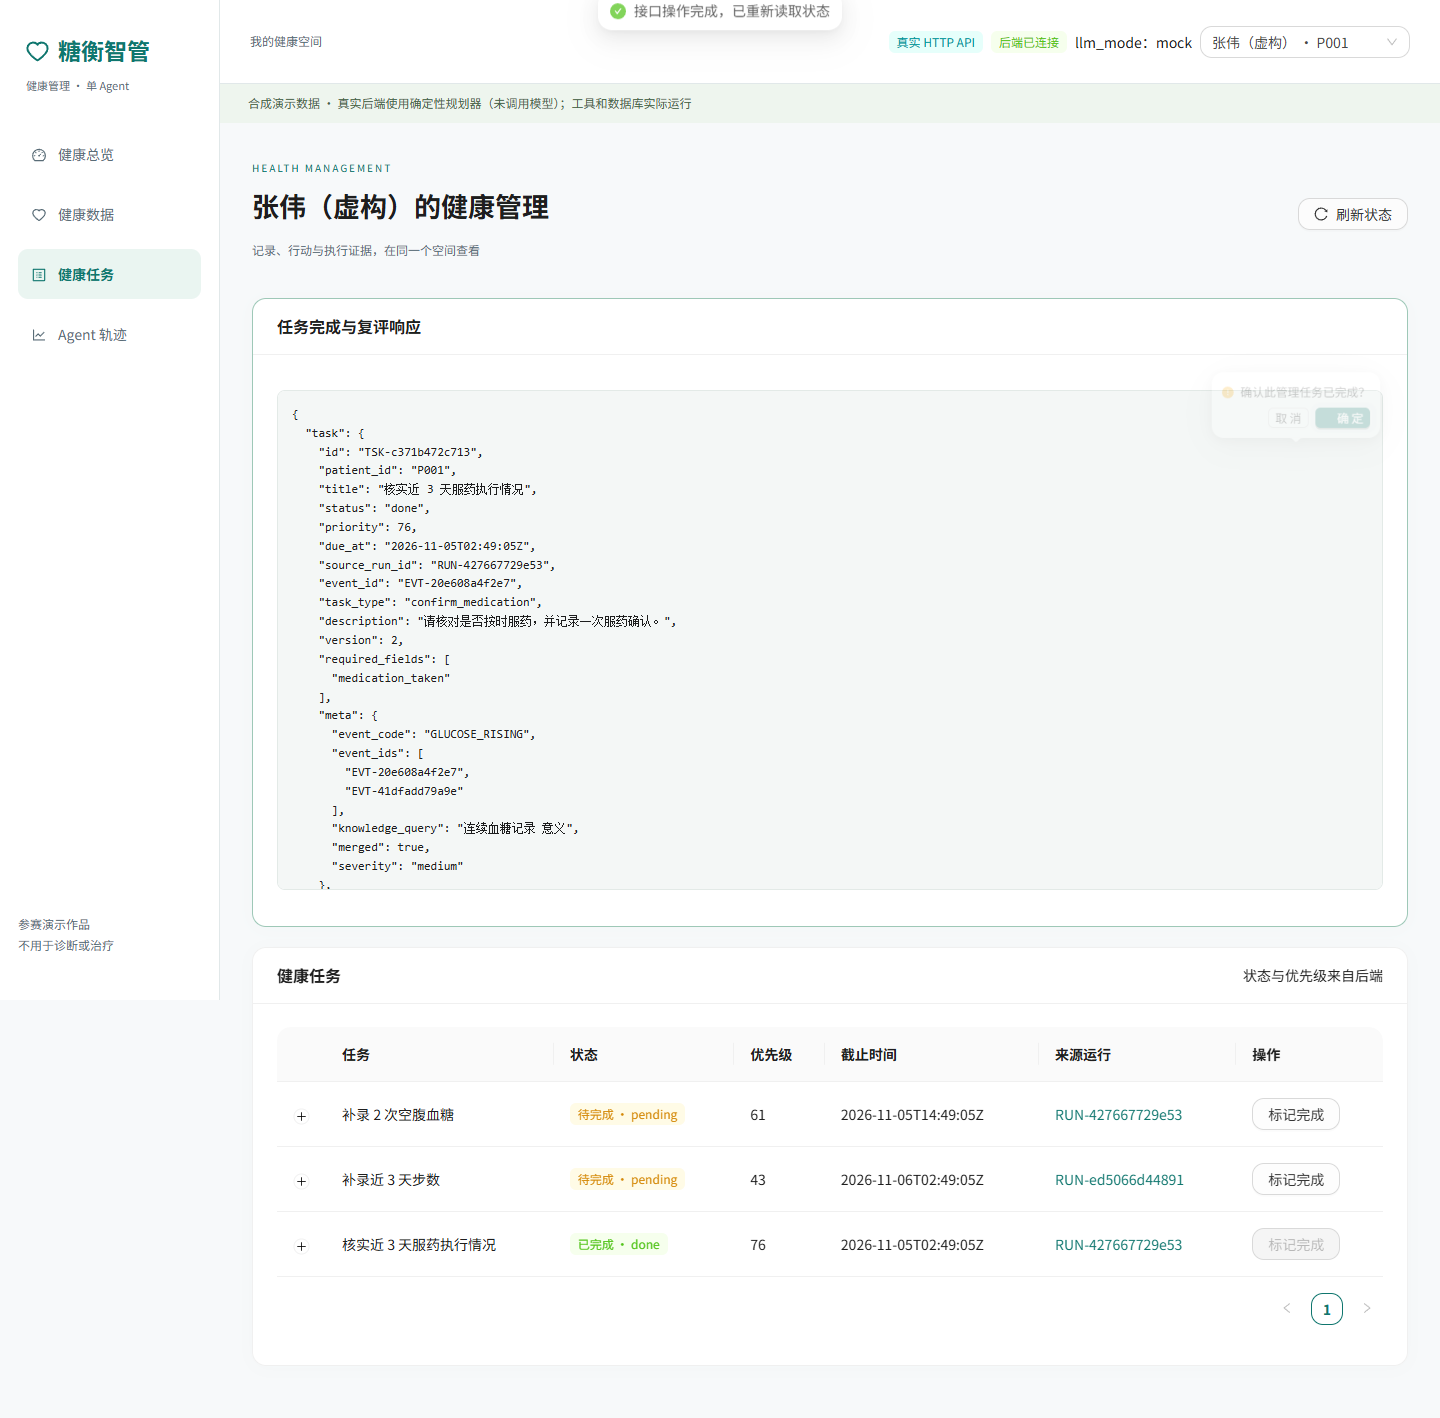 糖衡智管
健康管理 · 单 Agent
健康总览
健康数据
健康任务
Agent 轨迹
参赛演示作品
不用于诊断或治疗
接口操作完成，已重新读取状态
我的健康空间
真实 HTTP API
后端已连接
llm_mode：mock
张伟（虚构） · P001
合成演示数据 · 真实后端使用确定性规划器（未调用模型）；工具和数据库实际运行
HEALTH MANAGEMENT
张伟（虚构）的健康管理
记录、行动与执行证据，在同一个空间查看
刷新状态
任务完成与复评响应
确认此管理任务已完成？
取 消
确 定
{
"task": {
"id": "TSK-c371b472c713",
"patient_id": "P001",
"title": "核实近 3 天服药执行情况",
"status": "done",
"priority": 76,
"due_at": "2026-11-05T02:49:05Z",
"source_run_id": "RUN-427667729e53",
"event_id": "EVT-20e608a4f2e7",
"task_type": "confirm_medication",
"description": "请核对是否按时服药，并记录一次服药确认。",
"version": 2,
"required_fields": [
"medication_taken"
],
"meta": {
"event_code": "GLUCOSE_RISING",
"event_ids": [
"EVT-20e608a4f2e7",
"EVT-41dfadd79a9e"
],
"knowledge_query": "连续血糖记录 意义",
"merged": true,
"severity": "medium"
},
健康任务
状态与优先级来自后端
任务 状态 优先级 截止时间 来源运行 操作
补录 2 次空腹血糖 待完成 · pending 61 2026-11-05T14:49:05Z RUN-427667729e53 标记完成
补录近 3 天步数 待完成 · pending 43 2026-11-06T02:49:05Z RUN-ed5066d44891 标记完成
核实近 3 天服药执行情况 已完成 · done 76 2026-11-05T02:49:05Z RUN-427667729e53 标记完成
1